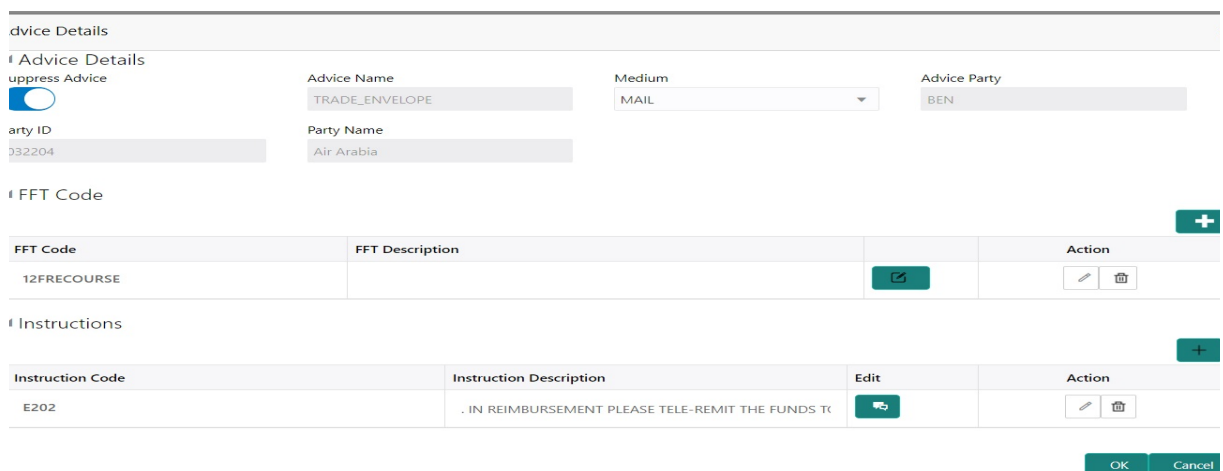 dvice Details
Advice Details
uppress Advice Advice Name Medium Advice Party
TRADE_ENVELOPE MAIL BEN
arty ID Party Name
032204 Air Arabia
FFT Code
FFT Code FFT Description Action
12FRECOURSE
Instructions
Instruction Code Instruction Description Edit Action
E202 . IN REIMBURSEMENT PLEASE TELE-REMIT THE FUNDS T(
OK Cancel